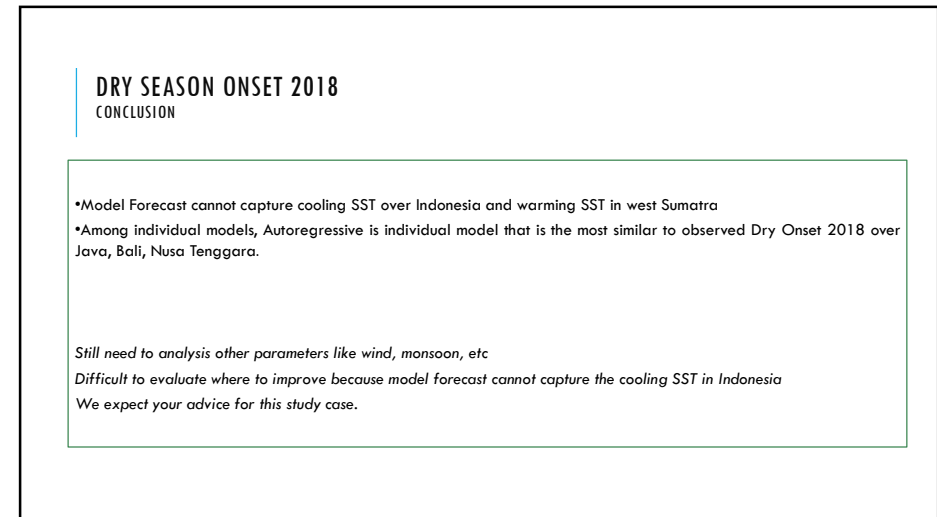 DRY SEASON ONSET 2018
CONCLUSION
•Model Forecast cannot capture cooling SST over Indonesia and warming SST in west Sumatra
•Among individual models, Autoregressive is individual model that is the most similar to observed Dry Onset 2018 over
Java, Bali, Nusa Tenggara.
Still need to analysis other parameters like wind, monsoon, etc
Difficult to evaluate where to improve because model forecast cannot capture the cooling SST in Indonesia
We expect your advice for this study case.